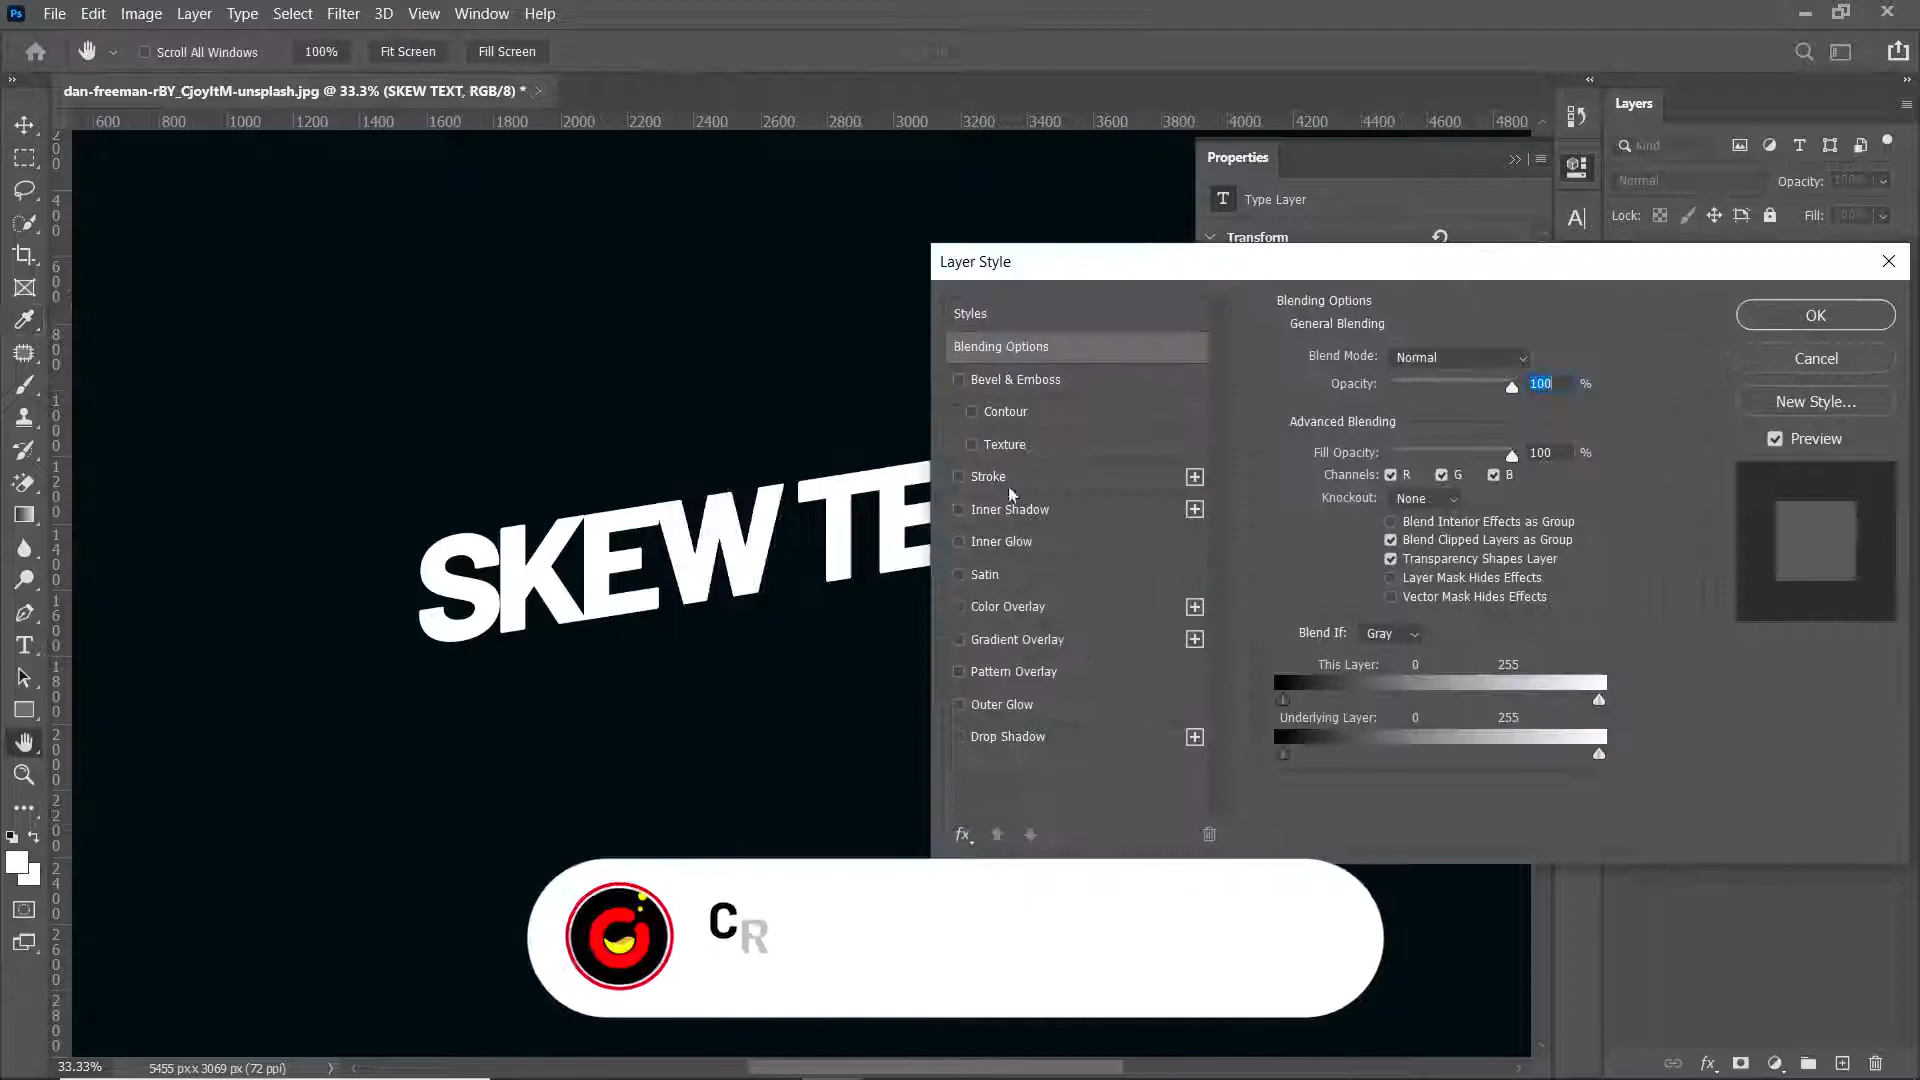 Ps File Edit Image Layer Type Select Filter 3D View Window Help
Scroll All Windows 100% Fit Screen Fill Screen
dan-freeman-rBY_CjoyItM-unsplash.jpg @ 33.3% (SKEW TEXT, RGB/8) *
Layers
600 800 1000 1200 1400 1600 1800 2000 2200 2400 2600 2800 3000 3200 3400 3600 3800 4000 4200 4400 4600 4800
Kind
Properties
Normal Opacity: 100%
T Type Layer
Lock: Fill: 100%
Transform
Layer Style
Styles
Blending Options
Bevel & Emboss
Contour
Texture
Stroke
Inner Shadow
Inner Glow
Satin
Color Overlay
Gradient Overlay
Pattern Overlay
Outer Glow
Drop Shadow
fx
Blending Options
General Blending
Blend Mode: Normal
Opacity: 100 %
Advanced Blending
Fill Opacity: 100 %
Channels: R G B
Knockout: None
Blend Interior Effects as Group
Blend Clipped Layers as Group
Transparency Shapes Layer
Layer Mask Hides Effects
Vector Mask Hides Effects
Blend If: Gray
This Layer: 0 255
Underlying Layer: 0 255
OK
Cancel
New Style...
Preview
SKEW TE
CR
33.33% 5455 px x 3069 px (72 ppi)
fx